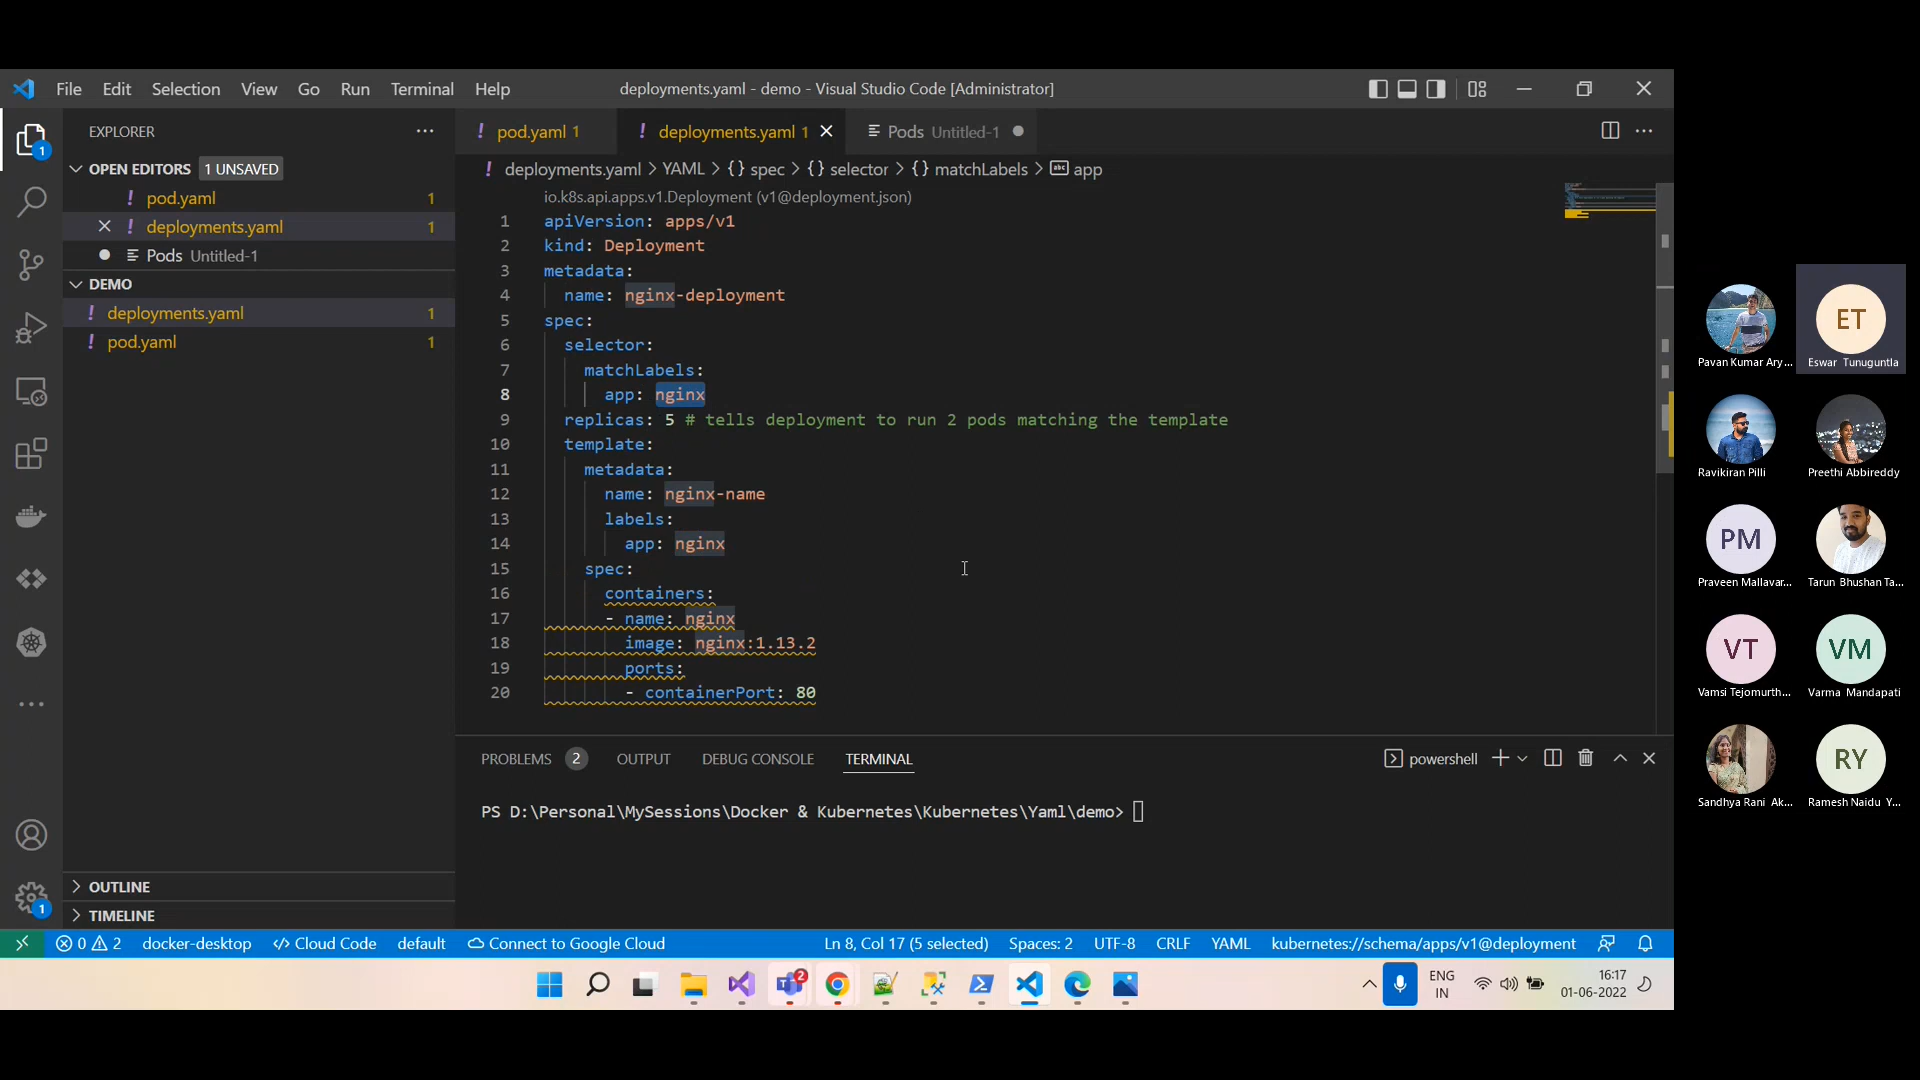 File Edit Selection View Go Run Terminal Help
deployments.yaml - demo - Visual Studio Code [Administrator]
EXPLORER
OPEN EDITORS 1 UNSAVED
pod.yaml 1
deployments.yaml 1
Pods Untitled-1
DEMO
deployments.yaml 1
pod.yaml 1
OUTLINE
TIMELINE
1
1
pod.yaml 1
deployments.yaml 1
Pods Untitled-1
deployments.yaml > YAML > {} spec > {} selector > {} matchLabels > abc app
io.k8s.api.apps.v1.Deployment (v1@deployment.json)
1 apiVersion: apps/v1
2 kind: Deployment
3 metadata:
4 name: nginx-deployment
5 spec:
6 selector:
7 matchLabels:
8 app: nginx
9 replicas: 5 # tells deployment to run 2 pods matching the template
10 template:
11 metadata:
12 name: nginx-name
13 labels:
14 app: nginx
15 spec:
16 containers:
17 - name: nginx
18 image: nginx:1.13.2
19 ports:
20 - containerPort: 80
PROBLEMS 2 OUTPUT DEBUG CONSOLE TERMINAL
powershell
PS D:\Personal\MySessions\Docker & Kubernetes\Kubernetes\Yaml\demo>
0 2 docker-desktop Cloud Code default Connect to Google Cloud
Ln 8, Col 17 (5 selected) Spaces: 2 UTF-8 CRLF YAML kubernetes://schema/apps/v1@deployment
2
ENG
IN
16:17
01-06-2022
Pavan Kumar Ary...
ET
Eswar Tunuguntla
Ravikiran Pilli
Preethi Abbireddy
PM
Praveen Mallavar...
Tarun Bhushan Ta...
VT
Vamsi Tejomurth...
VM
Varma Mandapati
Sandhya Rani Ak...
RY
Ramesh Naidu Y...